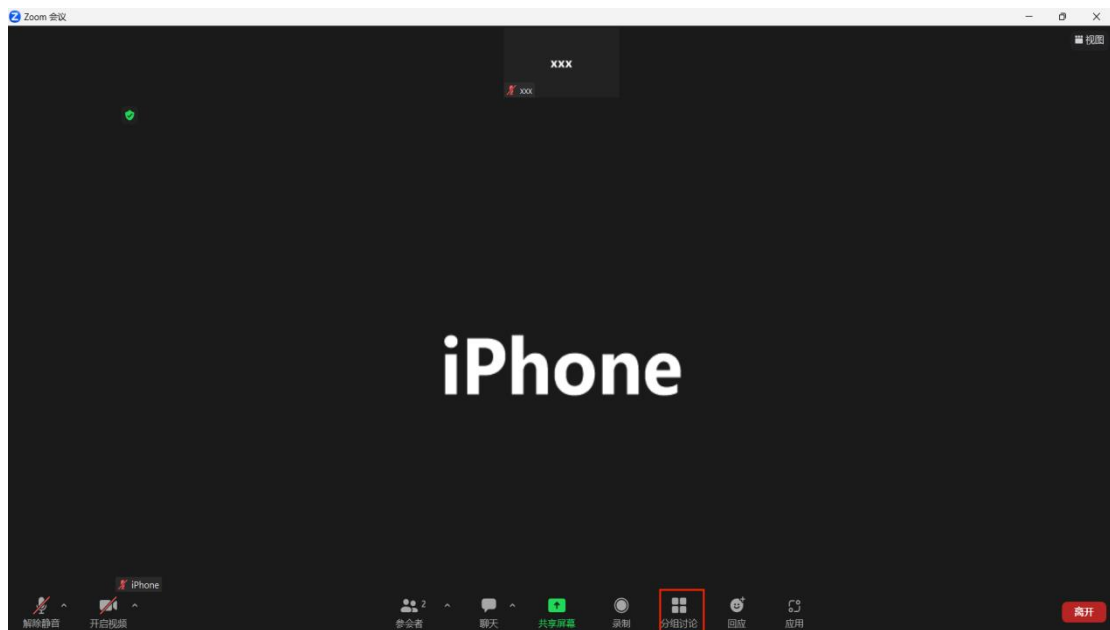 Zoom 会议
视图
xxx
xxx
iPhone
iPhone
解除静音
开启视频
2
参会者
聊天
共享屏幕
录制
分组讨论
回应
应用
离开